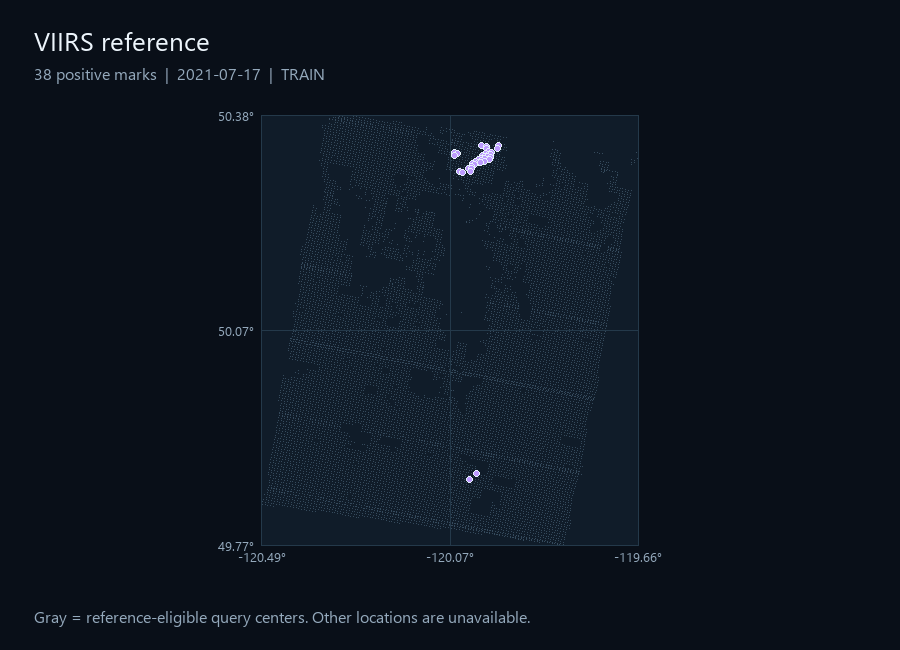 VIIRS reference
38 positive marks | 2021-07-17 | TRAIN
50.38°
50.07°
49.77°
-120.49°
-120.07°
-119.66°
Gray = reference-eligible query centers. Other locations are unavailable.